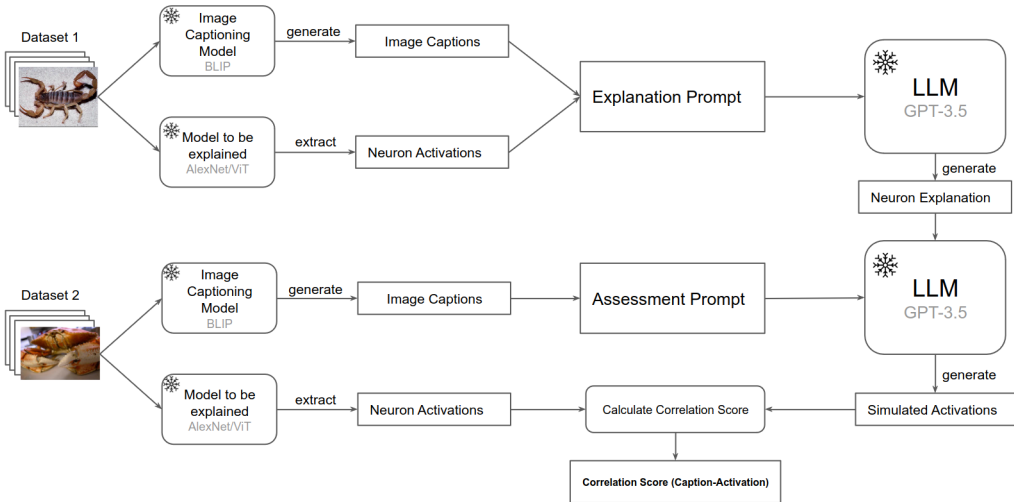 Dataset 1
Image
Captioning
Model
BLIP
generate
Image Captions
Model to be
explained
AlexNet/ViT
extract
Neuron Activations
Explanation Prompt
LLM
GPT-3.5
generate
Neuron Explanation
Dataset 2
Image
Captioning
Model
BLIP
generate
Image Captions
Assessment Prompt
LLM
GPT-3.5
generate
Model to be
explained
AlexNet/ViT
extract
Neuron Activations
Calculate Correlation Score
Simulated Activations
Correlation Score (Caption-Activation)